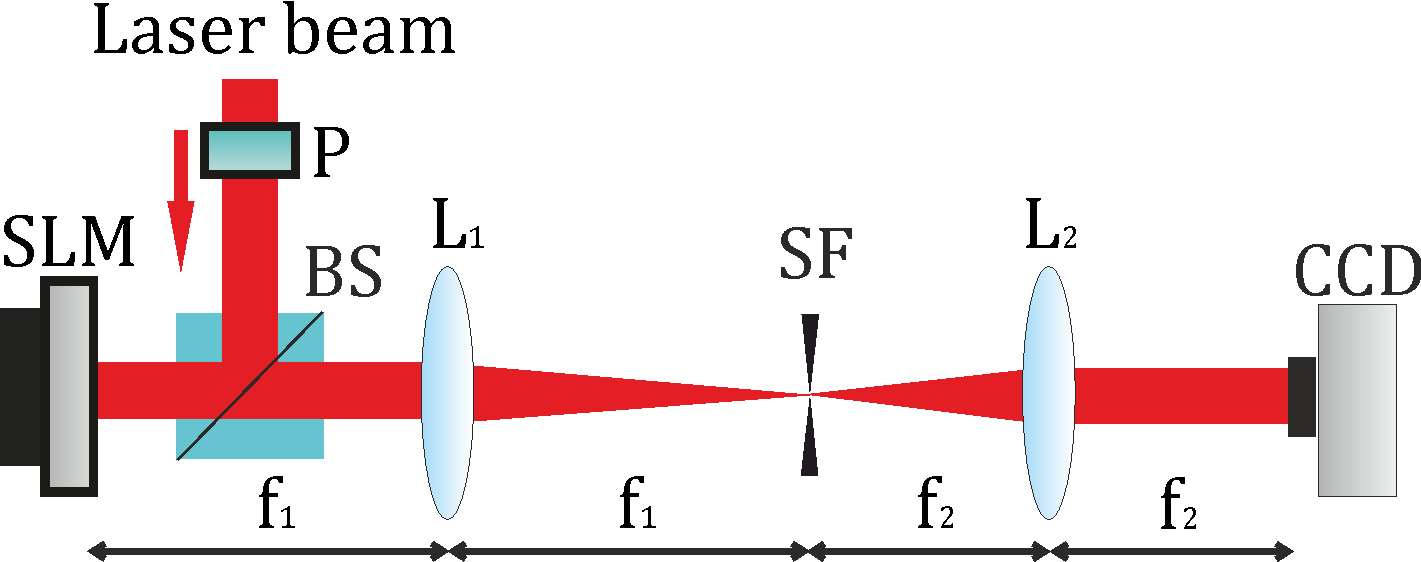 Laser beam
P
SLM
BS
L₁
SF
L₂
CCD
f₁
f₁
f₂
f₂